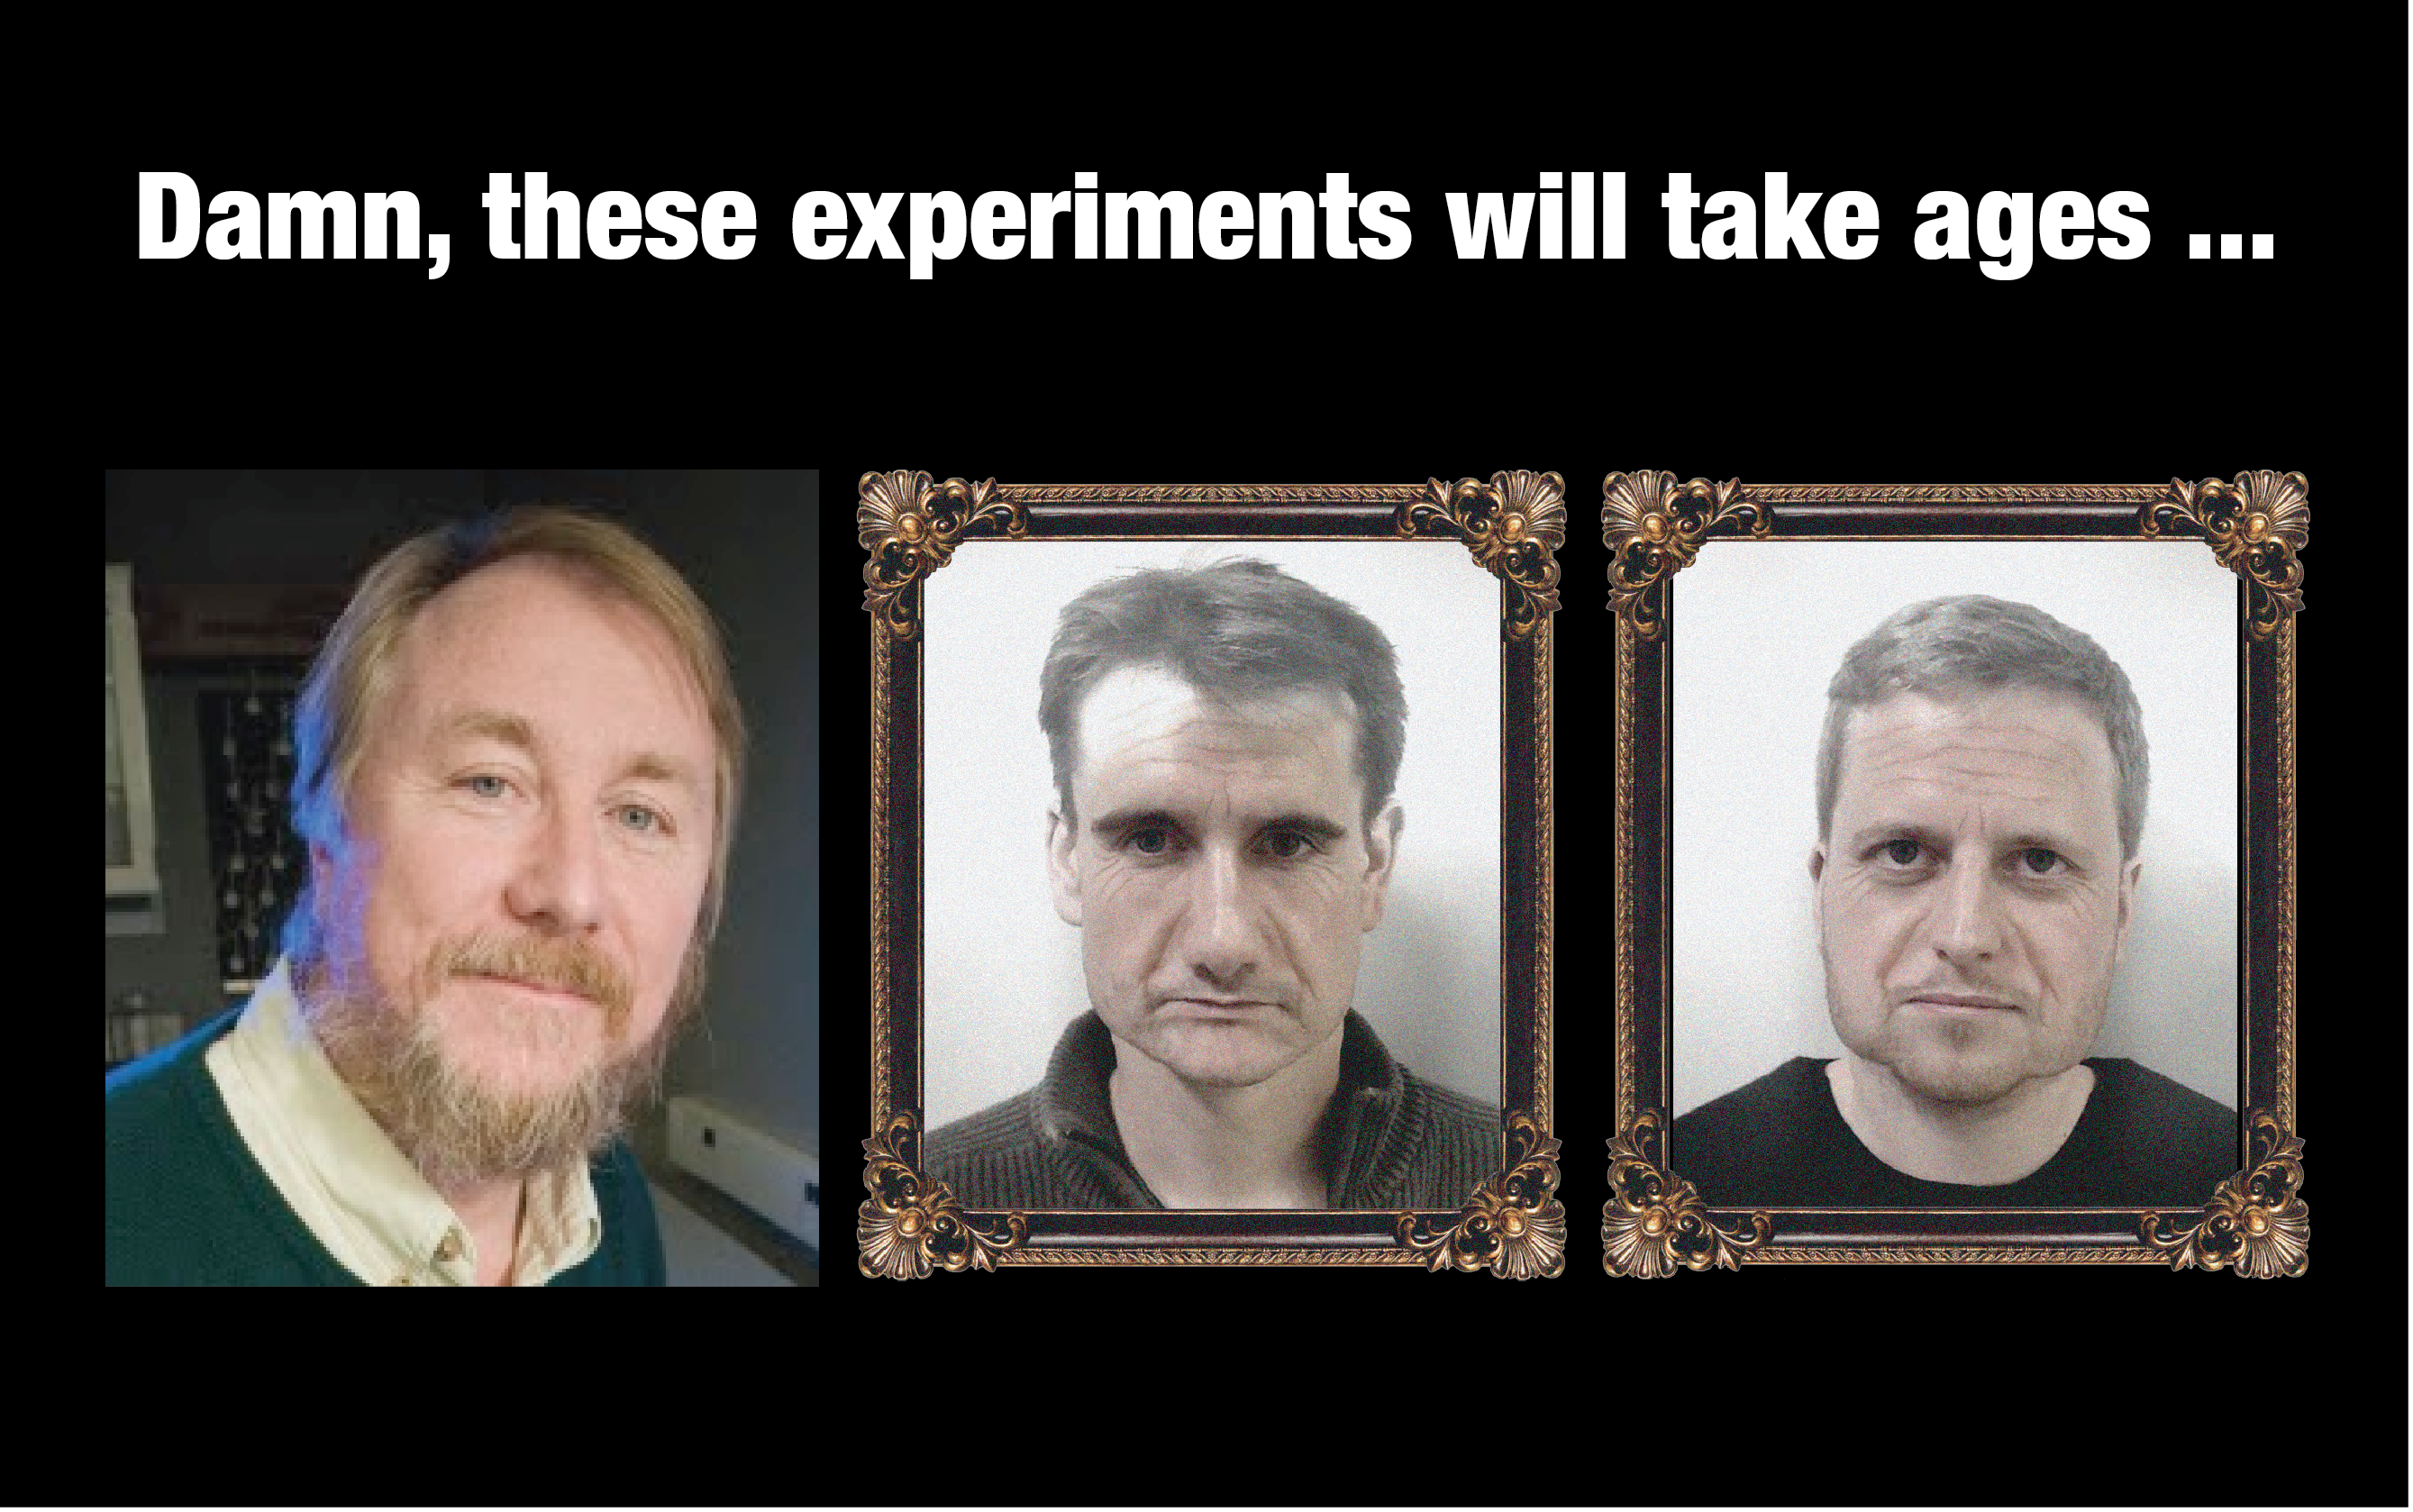 Damn, these experiments will take ages ...